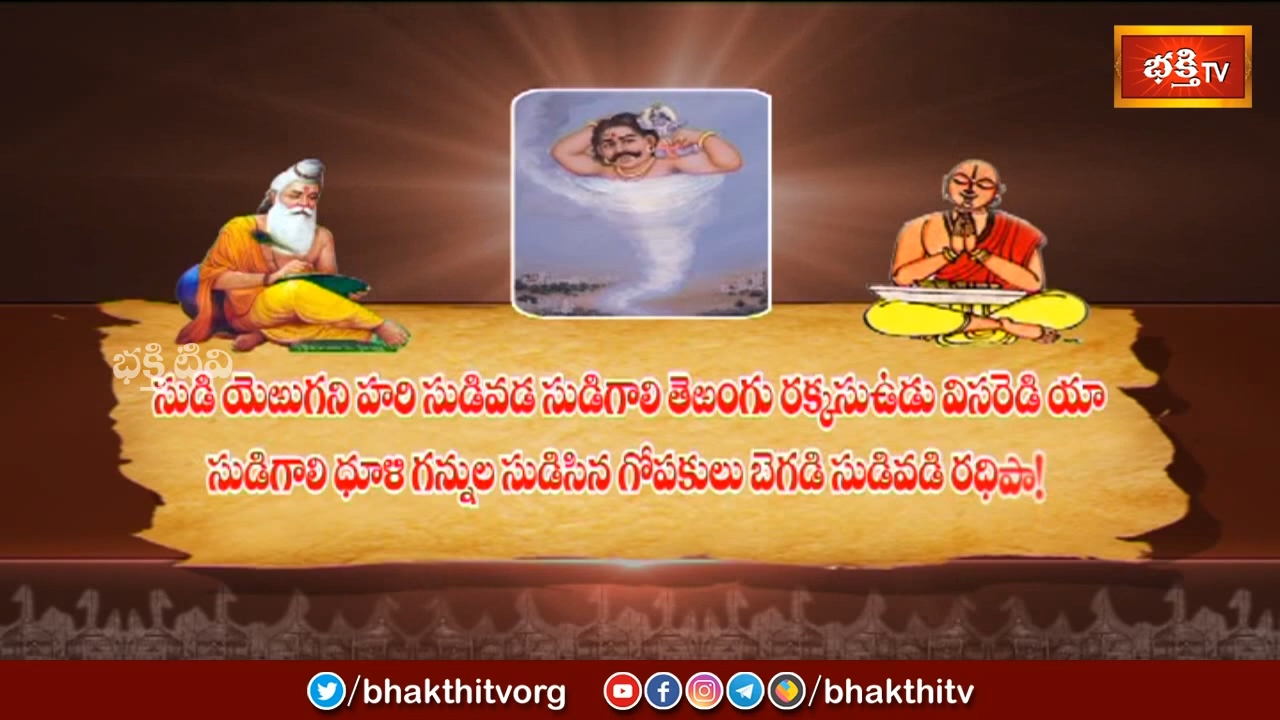 భక్తి TV
భక్తి టీవి
సుడి యెఱుగని హరి సుడివడ సుడిగాలి తెఱంగు రక్కసుఉండు విసరెడి యా
సుడిగాలి ధూళి గన్నుల సుడిసిన గోపకులు బెగడి సుడివడి రధిపా!
/bhakthitvorg /bhakthitv